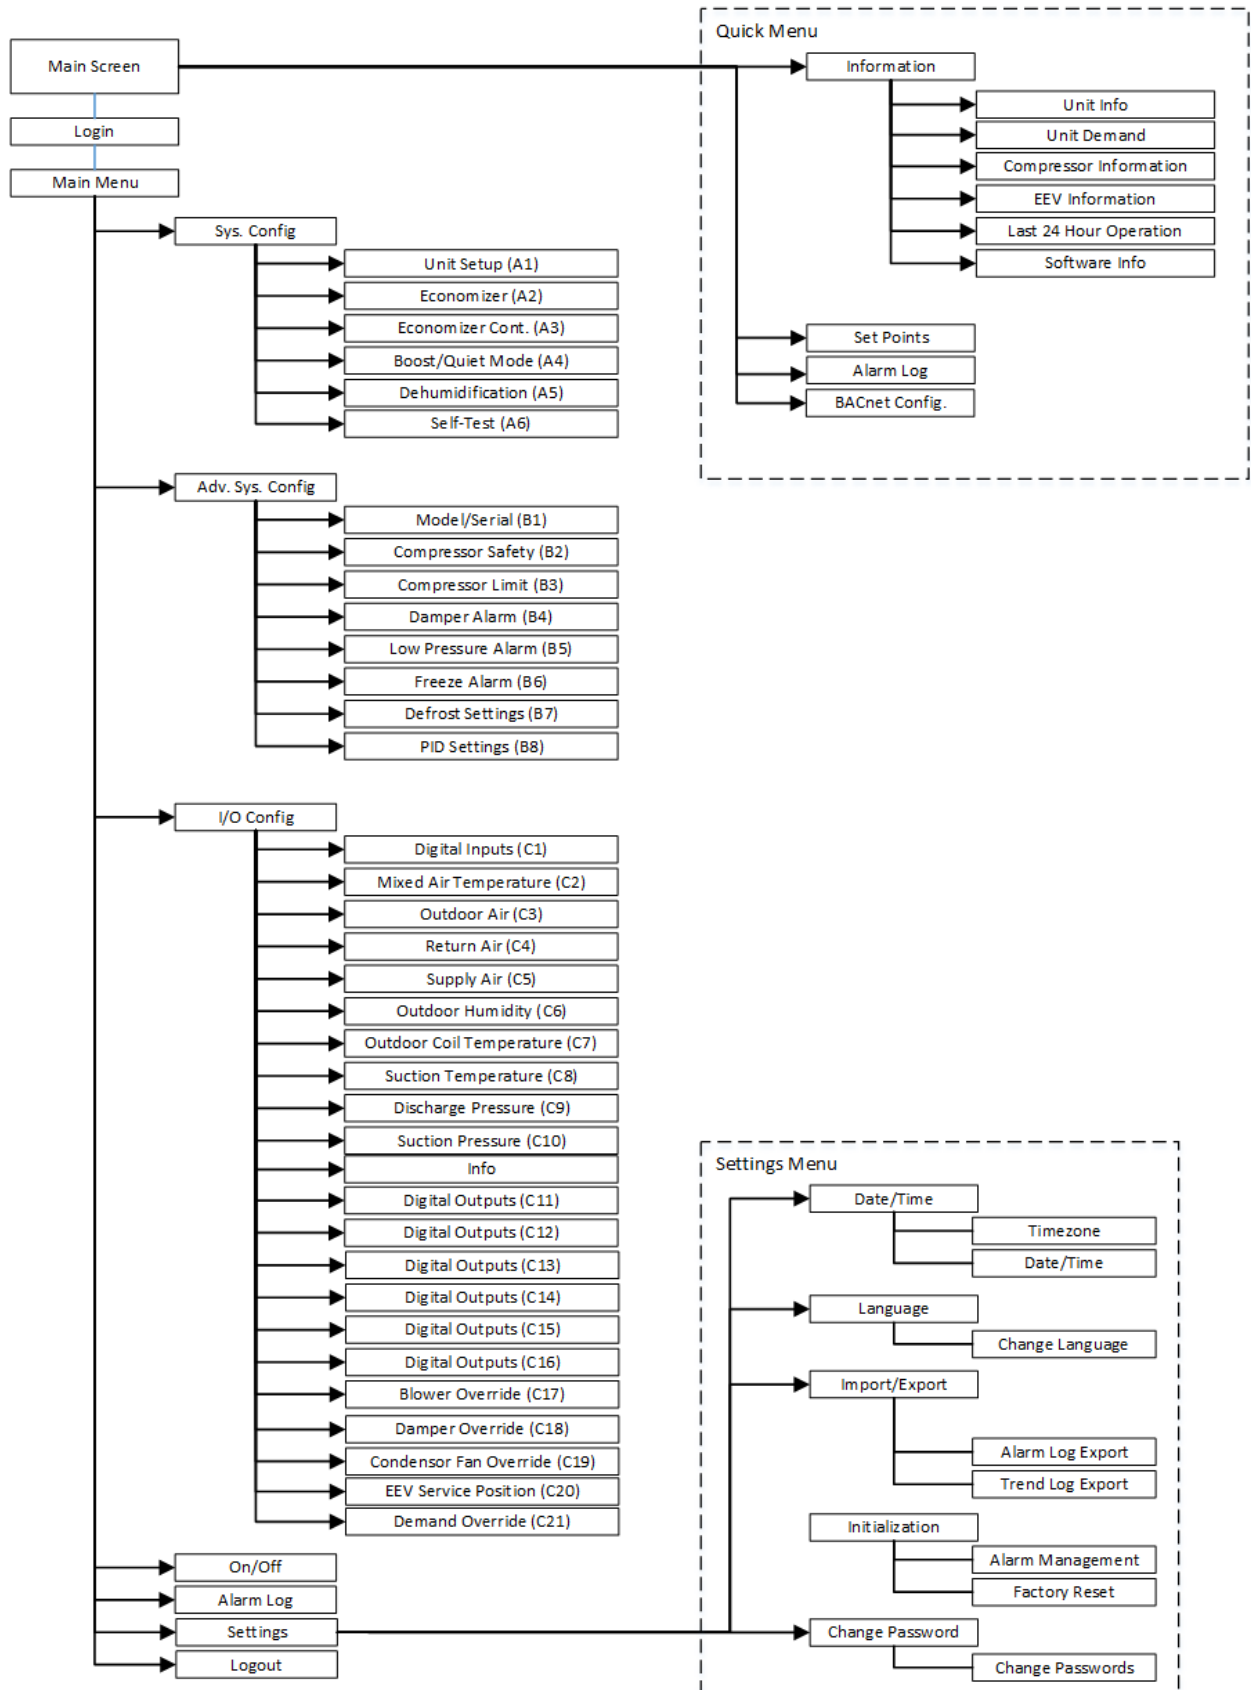 Main Screen
Login
Main Menu
Sys. Config
Unit Setup (A1)
Economizer (A2)
Economizer Cont. (A3)
Boost/Quiet Mode (A4)
Dehumidification (A5)
Self-Test (A6)
Adv. Sys. Config
Model/Serial (B1)
Compressor Safety (B2)
Compressor Limit (B3)
Damper Alarm (B4)
Low Pressure Alarm (B5)
Freeze Alarm (B6)
Defrost Settings (B7)
PID Settings (B8)
I/O Config
Digital Inputs (C1)
Mixed Air Temperature (C2)
Outdoor Air (C3)
Return Air (C4)
Supply Air (C5)
Outdoor Humidity (C6)
Outdoor Coil Temperature (C7)
Suction Temperature (C8)
Discharge Pressure (C9)
Suction Pressure (C10)
Info
Digital Outputs (C11)
Digital Outputs (C12)
Digital Outputs (C13)
Digital Outputs (C14)
Digital Outputs (C15)
Digital Outputs (C16)
Blower Override (C17)
Damper Override (C18)
Condensor Fan Override (C19)
EEV Service Position (C20)
Demand Override (C21)
On/Off
Alarm Log
Settings
Logout
Quick Menu
Information
Unit Info
Unit Demand
Compressor Information
EEV Information
Last 24 Hour Operation
Software Info
Set Points
Alarm Log
BACnet Config.
Settings Menu
Date/Time
Timezone
Date/Time
Language
Change Language
Import/Export
Alarm Log Export
Trend Log Export
Initialization
Alarm Management
Factory Reset
Change Password
Change Passwords